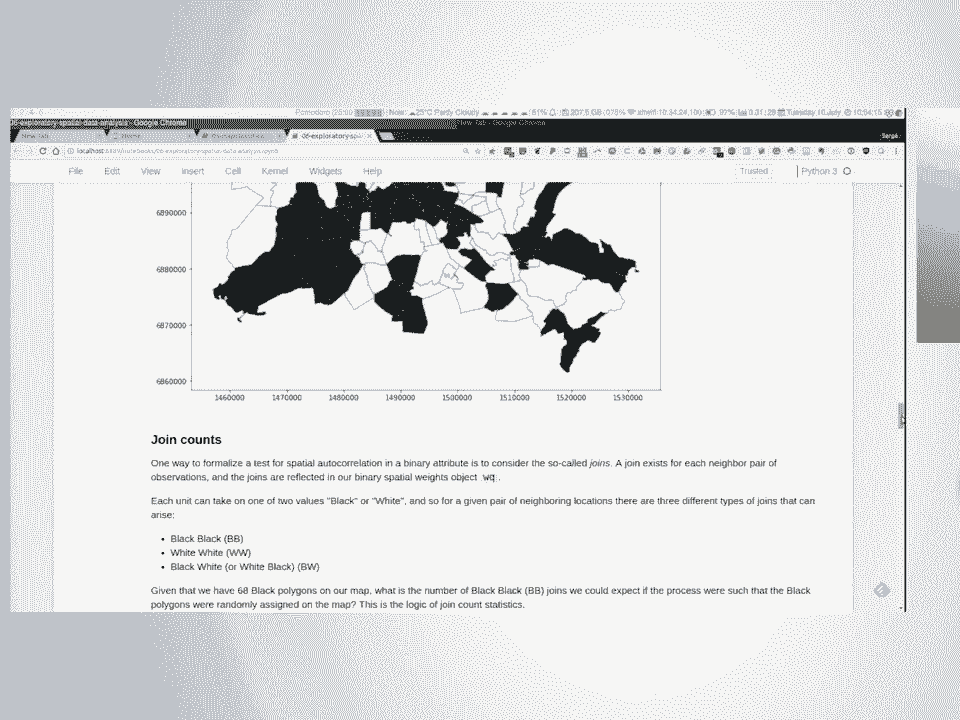 06-exploratory-spatial-data-analysis - Google Chrome
New Tab - Google Chrome
New Tab
Home
06-exploratory-spa
Serge
File Edit View Insert Cell Kernel Widgets Help
Trusted
Python 3
6890000
6880000
6870000
6860000
1460000 1470000 1480000 1490000 1500000 1510000 1520000 1530000
Join counts
One way to formalize a test for spatial autocorrelation in a binary attribute is to consider the so-called joins. A join exists for each neighbor pair of
observations, and the joins are reflected in our binary spatial weights object wq .
Each unit can take on one of two values "Black" or "White", and so for a given pair of neighboring locations there are three different types of joins that can
arise:
• Black Black (BB)
• White White (WW)
• Black White (or White Black) (BW)
Given that we have 68 Black polygons on our map, what is the number of Black Black (BB) joins we could expect if the process were such that the Black
polygons were randomly assigned on the map? This is the logic of join count statistics.